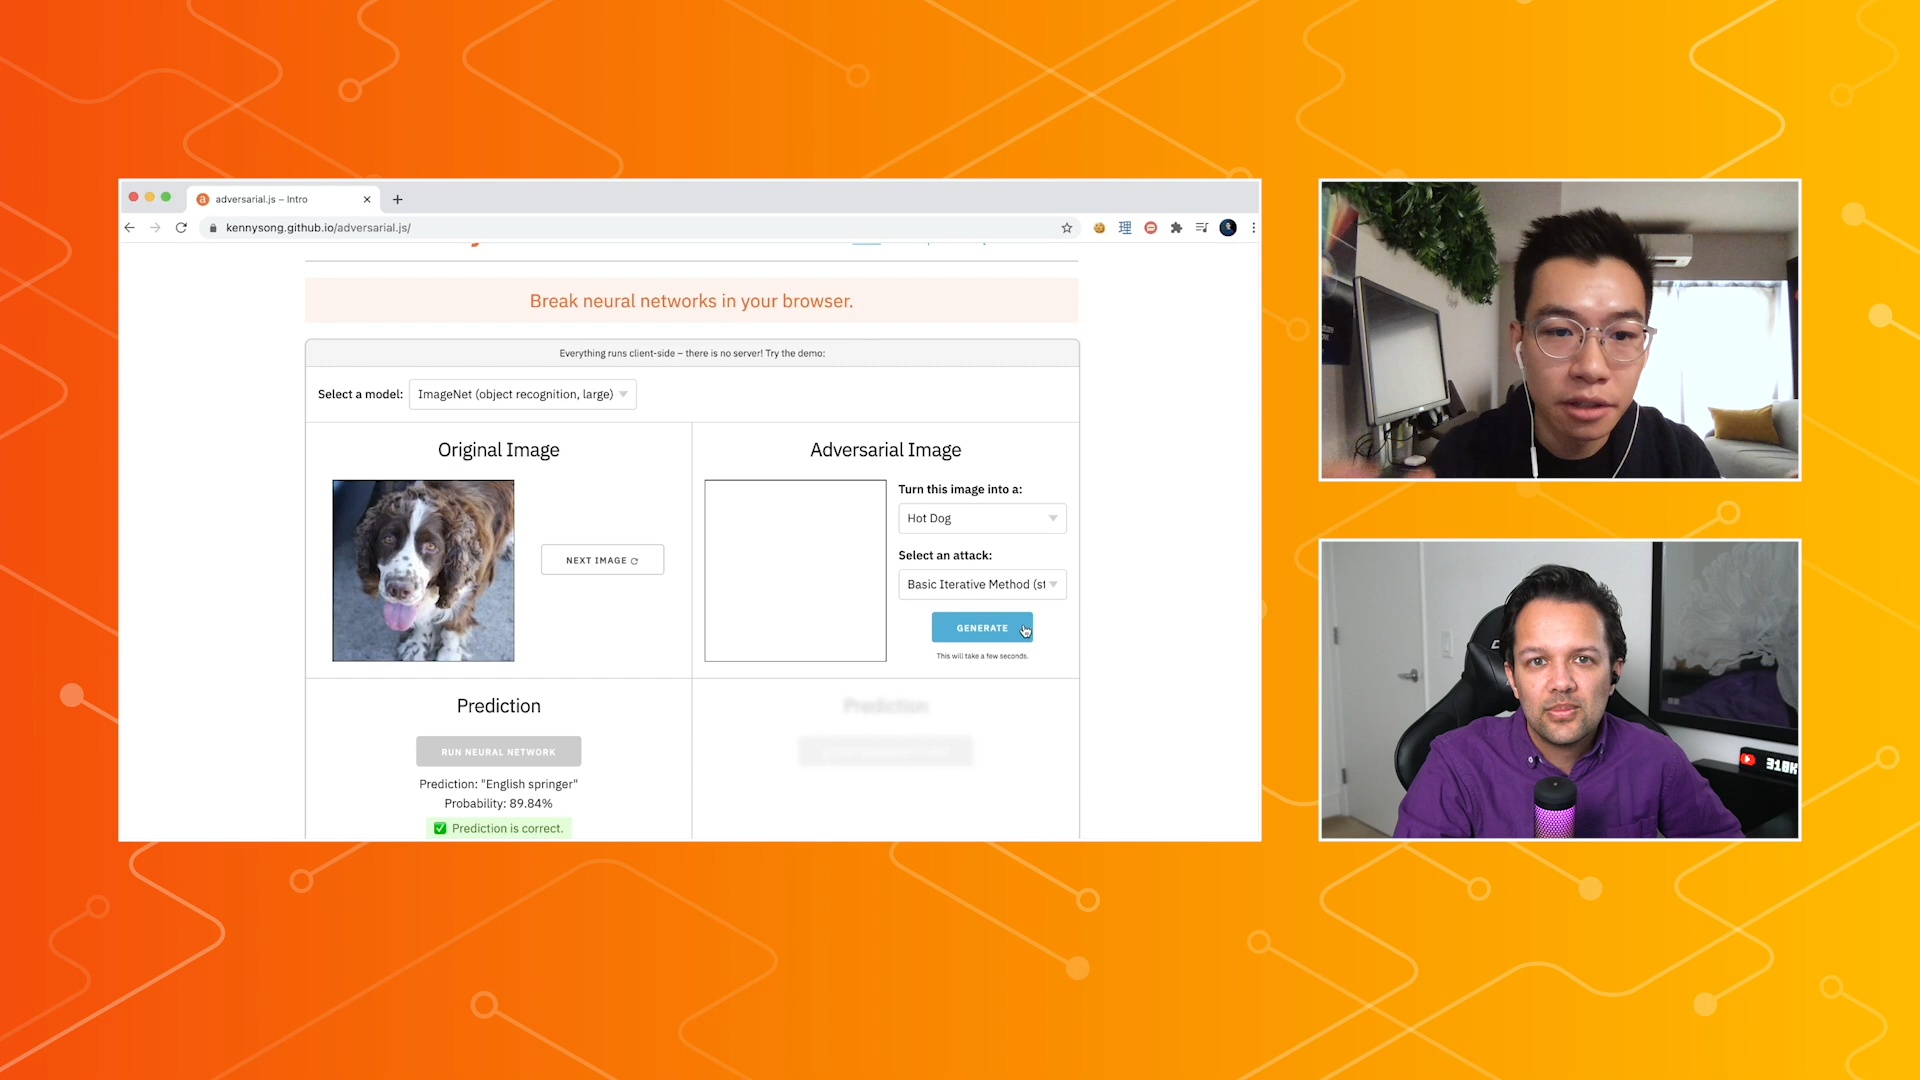 adversarial.js – Intro
kennysong.github.io/adversarial.js/
理
Break neural networks in your browser.
Everything runs client-side – there is no server! Try the demo:
Select a model: ImageNet (object recognition, large)
Original Image
Adversarial Image
Turn this image into a:
Hot Dog
NEXT IMAGE
Select an attack:
Basic Iterative Method (st
GENERATE
This will take a few seconds.
Prediction
Prediction
RUN NEURAL NETWORK
Prediction: "English springer"
Probability: 89.84%
Prediction is correct.
318K